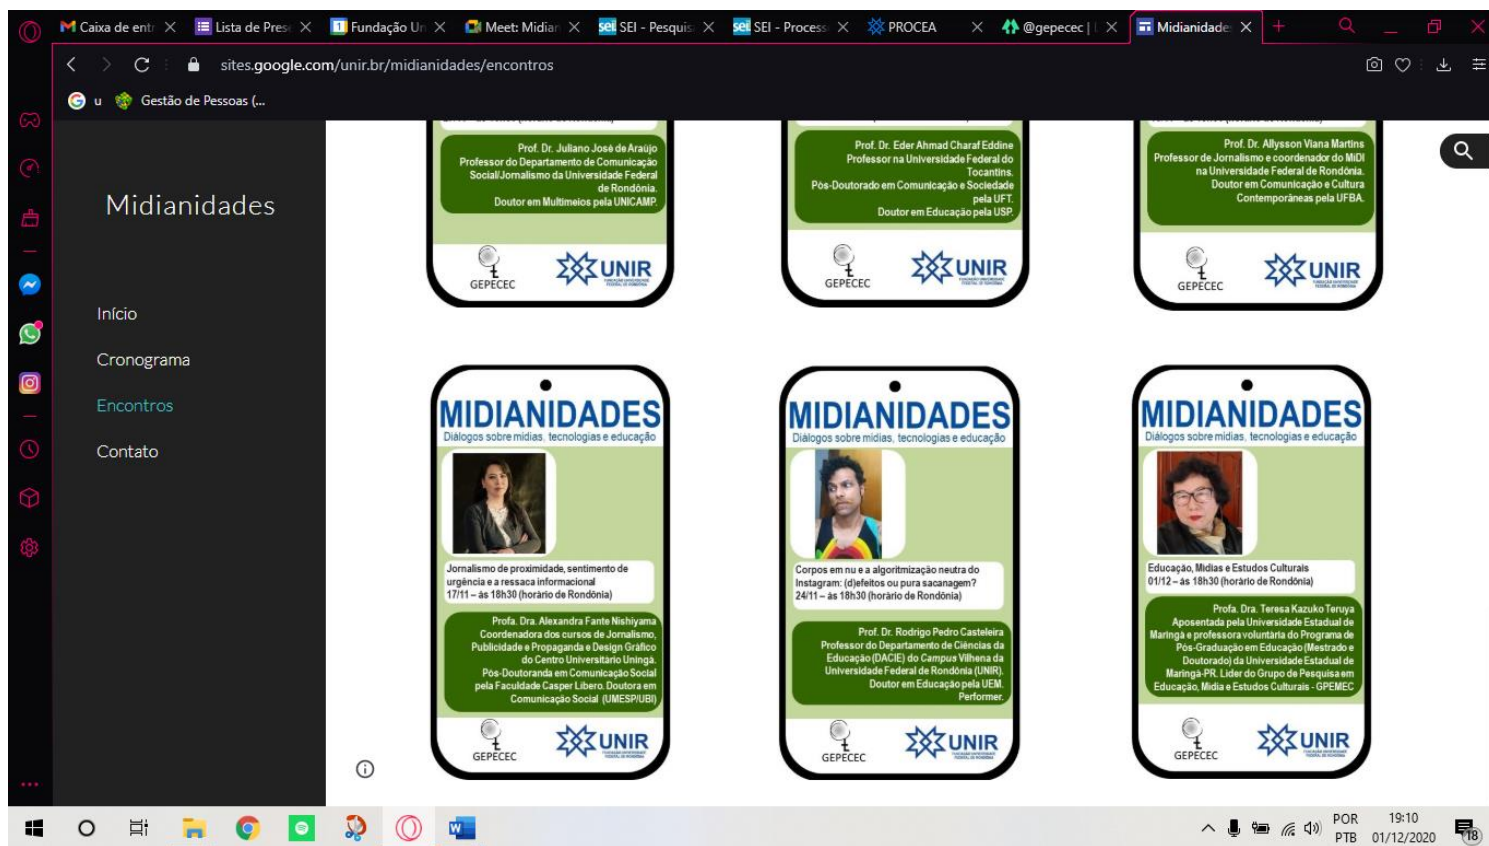 Caixa de entr
Lista de Pres
Fundação Un
Meet: Midian
SEI - Pesquis
SEI - Process
PROCEA
@gepecec |
Midianidade
sites.google.com/unir.br/midianidades/encontros
u
Gestão de Pessoas (...
Midianidades
Início
Cronograma
Encontros
Contato
Prof. Dr. Juliano José de Araújo
Professor do Departamento de Comunicação
Social/Jornalismo da Universidade Federal
de Rondônia.
Doutor em Multimeios pela UNICAMP.
GEPECEC
UNIR
Prof. Dr. Eder Ahmad Charaf Eddine
Professor na Universidade Federal do
Tocantins.
Pós-Doutorado em Comunicação e Sociedade
pela UFT.
Doutor em Educação pela USP.
GEPECEC
UNIR
Prof. Dr. Allysson Viana Martins
Professor de Jornalismo e coordenador do MiDI
na Universidade Federal de Rondônia.
Doutor em Comunicação e Cultura
Contemporâneas pela UFBA.
GEPECEC
UNIR
MIDIANIDADES
Diálogos sobre mídias, tecnologias e educação
Jornalismo de proximidade, sentimento de
urgência e a ressaca informacional
17/11 – às 18h30 (horário de Rondônia)
Profa. Dra. Alexandra Fante Nishiyama
Coordenadora dos cursos de Jornalismo,
Publicidade e Propaganda e Design Gráfico
do Centro Universitário Uningá.
Pós-Doutoranda em Comunicação Social
pela Faculdade Casper Líbero. Doutora em
Comunicação Social (UMESP/UBI)
GEPECEC
UNIR
MIDIANIDADES
Diálogos sobre mídias, tecnologias e educação
Corpos em nu e a algoritmização neutra do
Instagram: (d)efeitos ou pura sacanagem?
24/11 – às 18h30 (horário de Rondônia)
Prof. Dr. Rodrigo Pedro Casteleira
Professor do Departamento de Ciências da
Educação (DACIE) do Campus Vilhena da
Universidade Federal de Rondônia (UNIR).
Doutor em Educação pela UEM.
Performer.
GEPECEC
UNIR
MIDIANIDADES
Diálogos sobre mídias, tecnologias e educação
Educação, Mídias e Estudos Culturais
01/12 – às 18h30 (horário de Rondônia)
Profa. Dra. Teresa Kazuko Teruya
Aposentada pela Universidade Estadual de
Maringá e professora voluntária do Programa de
Pós-Graduação em Educação (Mestrado e
Doutorado) da Universidade Estadual de
Maringá-PR. Líder do Grupo de Pesquisa em
Educação, Mídia e Estudos Culturais - GPEMEC
GEPECEC
UNIR
POR
PTB
19:10
01/12/2020
18